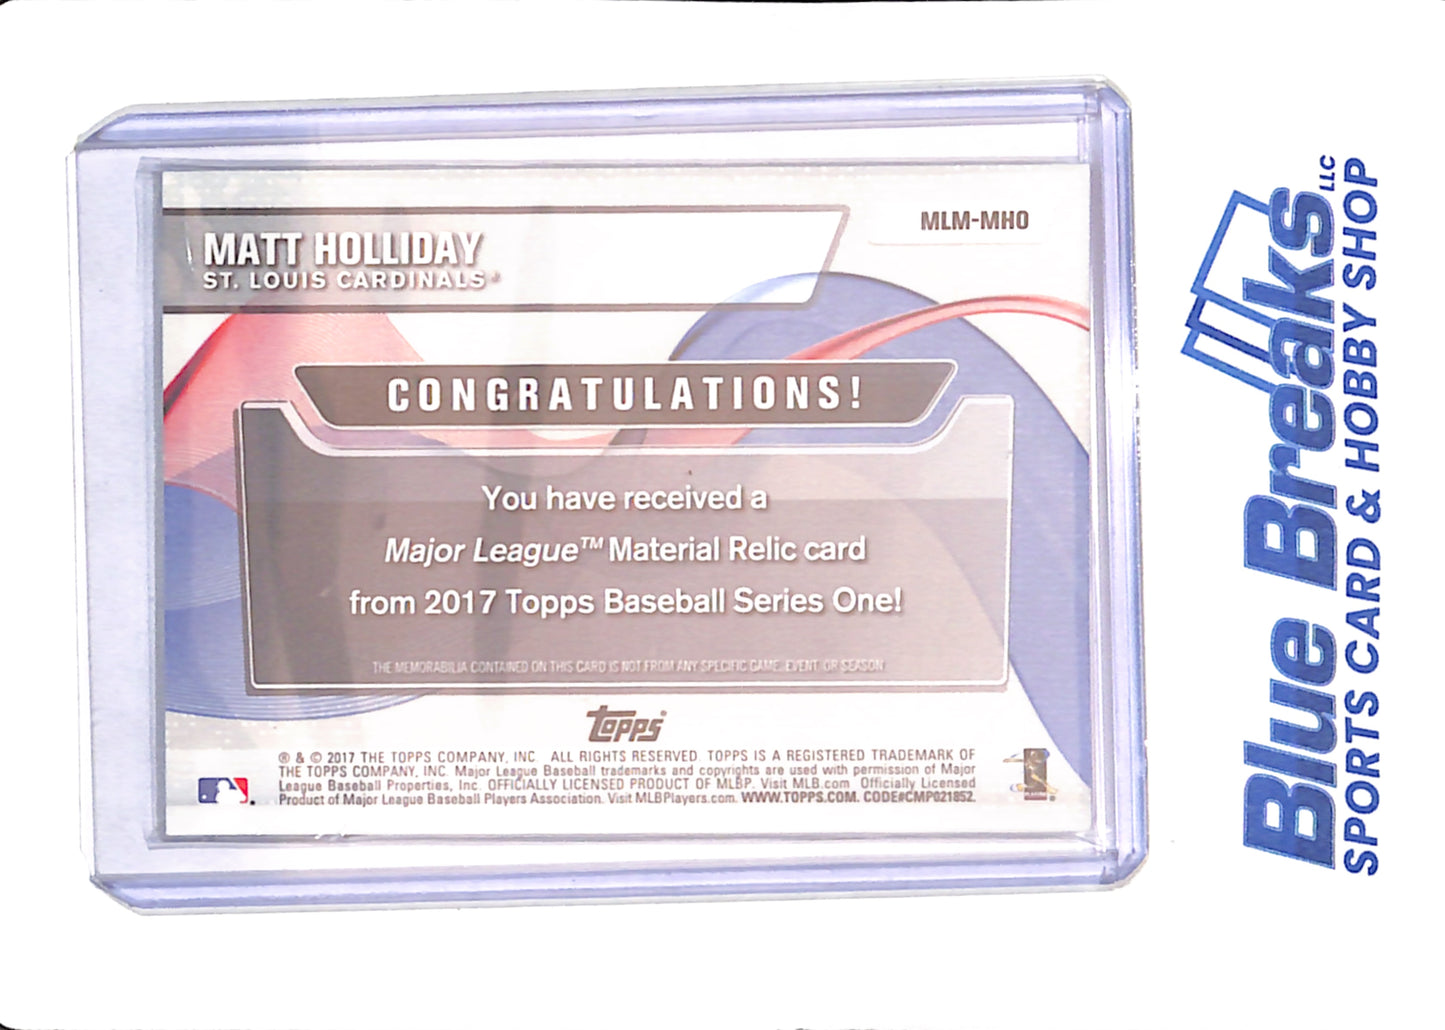 MATT HOLLIDAY
ST. LOUIS CARDINALS®
MLM-MHO
CONGRATULATIONS!
You have received a
Major League™ Material Relic card
from 2017 Topps Baseball Series One!
THE MEMORABILIA CONTAINED ON THIS CARD IS NOT FROM ANY SPECIFIC GAME, EVENT, OR SEASON
Topps
® & © 2017 THE TOPPS COMPANY, INC. ALL RIGHTS RESERVED. TOPPS IS A REGISTERED TRADEMARK OF
THE TOPPS COMPANY, INC. Major League Baseball trademarks and copyrights are used with permission of Major
League Baseball Properties, Inc. OFFICIALLY LICENSED PRODUCT OF MLBP. Visit MLB.com Officially Licensed
Product of Major League Baseball Players Association. Visit MLBPlayers.com. WWW.TOPPS.COM. CODE#CMP021852.
Blue Breaks LLC
SPORTS CARD & HOBBY SHOP